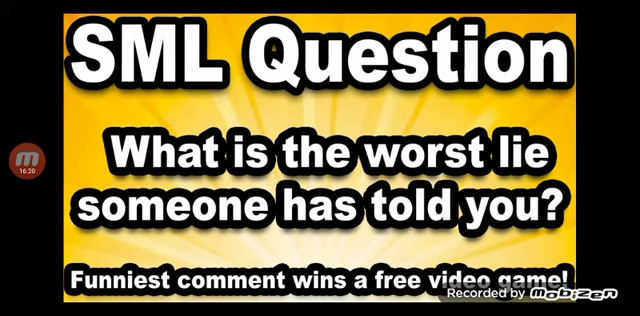 SML Question
What is the worst lie
someone has told you?
Funniest comment wins a free video game!
Recorded by mobizen
16:20